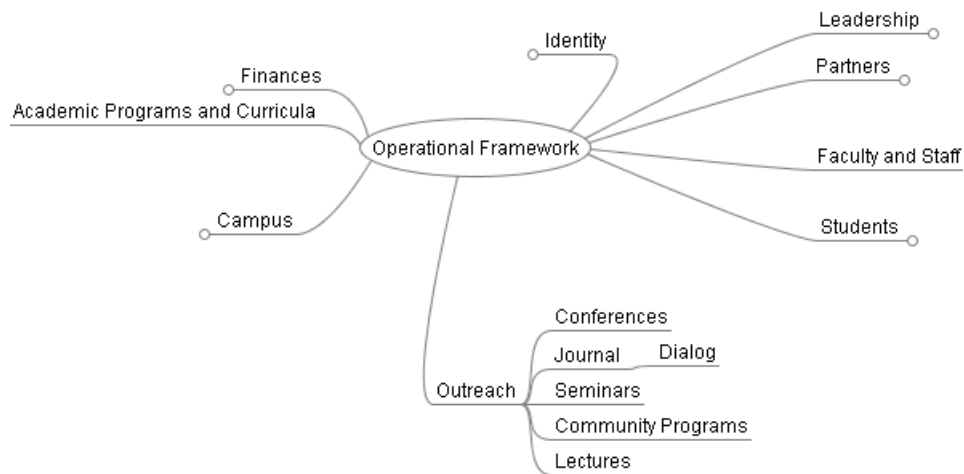 Leadership
Identity
Partners
Finances
Academic Programs and Curricula
Operational Framework
Faculty and Staff
Campus
Students
Conferences
Journal
Dialog
Outreach
Seminars
Community Programs
Lectures